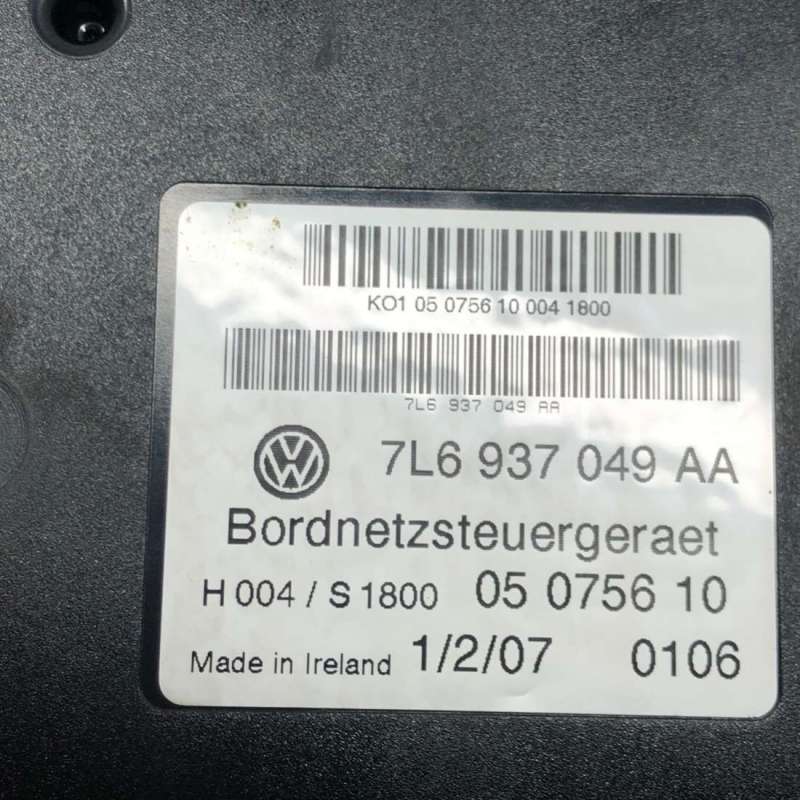 KO1 05 0756 10 004 1800
7L6 937 049 AA
7L6 937 049 AA
Bordnetzsteuergeraet
H 004 / S 1800 05 0756 10
Made in Ireland 1/2/07 0106